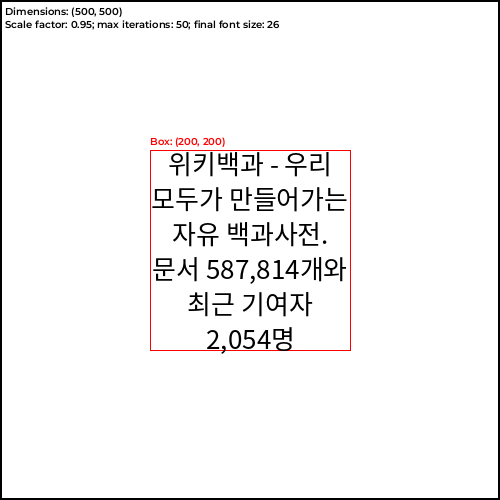 Dimensions: (500, 500)
Scale factor: 0.95; max iterations: 50; final font size: 26
Box: (200, 200)
위키백과 - 우리
모두가 만들어가는
자유 백과사전.
문서 587,814개와
최근 기여자
2,054명